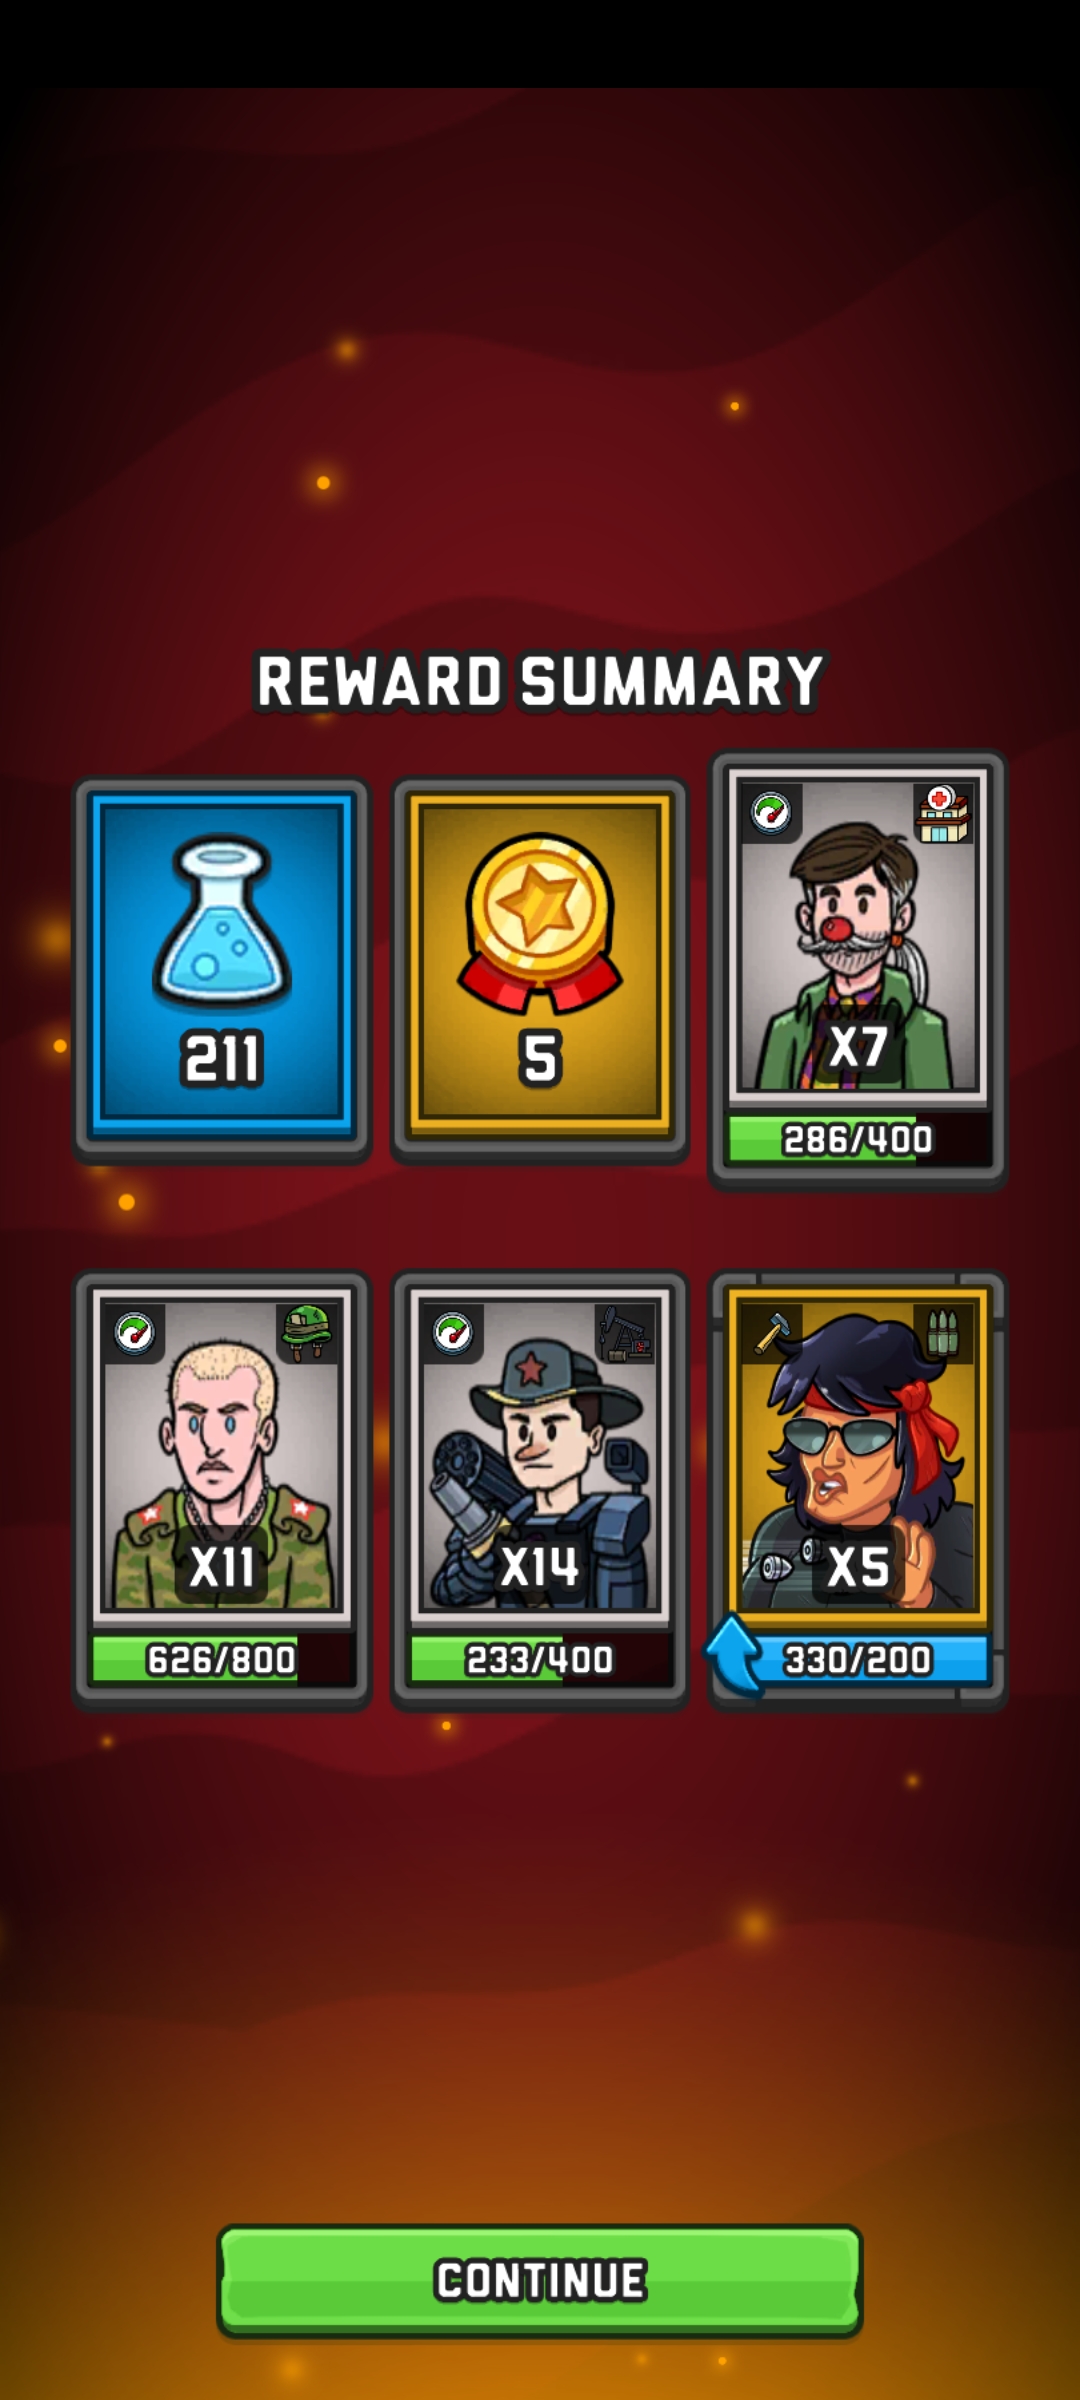 REWARD SUMMARY
211
5
X7
286/400
X11
626/800
X14
233/400
X5
330/200
CONTINUE